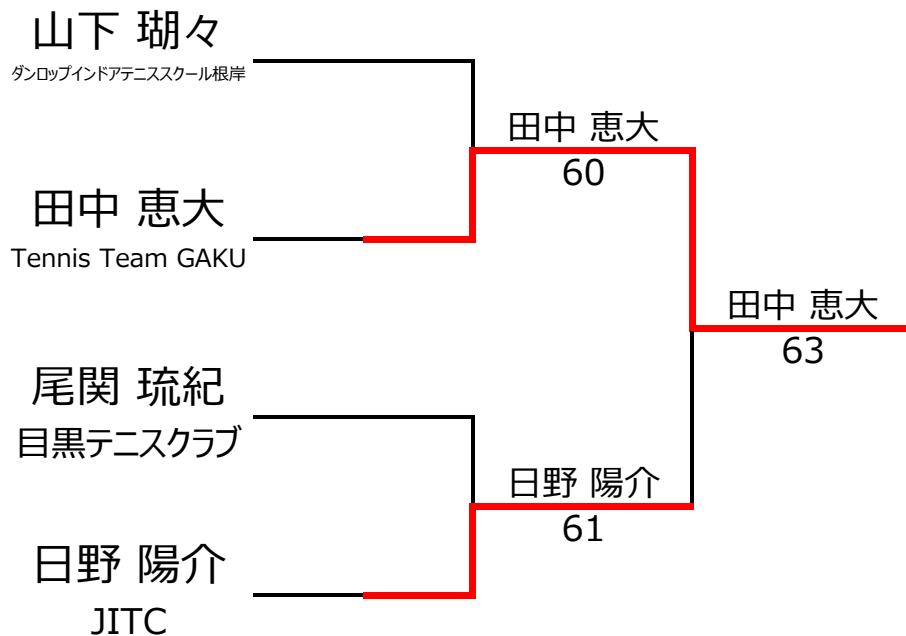 山下 瑚々
ダンロップインドアテニススクール根岸
田中 恵大
60
田中 恵大
Tennis Team GAKU
田中 恵大
63
尾関 琉紀
目黒テニスクラブ
日野 陽介
61
日野 陽介
JITC